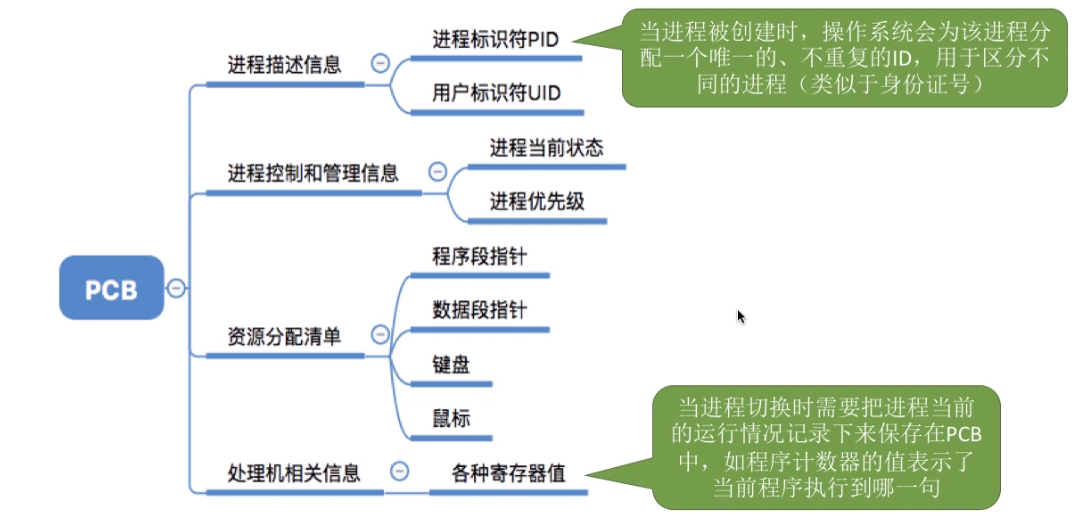 PCB
进程描述信息
进程标识符PID
用户标识符UID
当进程被创建时，操作系统会为该进程分
配一个唯一的、不重复的ID，用于区分不
同的进程（类似于身份证号）
进程控制和管理信息
进程当前状态
进程优先级
资源分配清单
程序段指针
数据段指针
键盘
鼠标
处理机相关信息
各种寄存器值
当进程切换时需要把进程当前
的运行情况记录下来保存在PCB
中，如程序计数器的值表示了
当前程序执行到哪一句